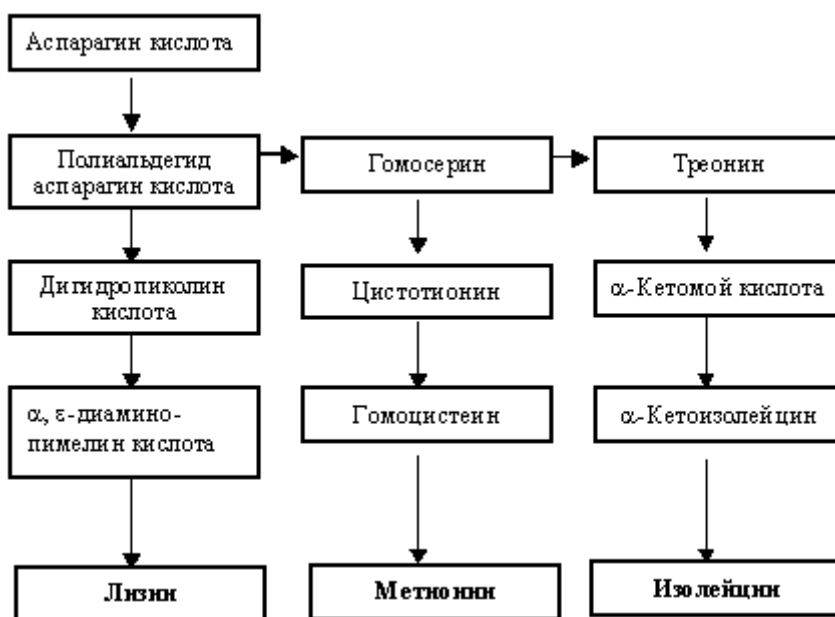 Аспарагин кислота
Полиальдегид
аспарагин кислота
Гомосерин
Треонин
Дигидропиколин
кислота
Цистотионин
α-Кетомой кислота
α, ε-диамино-
пимелин кислота
Гомоцистеин
α-Кетоизолейцин
Лизин
Метионин
Изолейцин